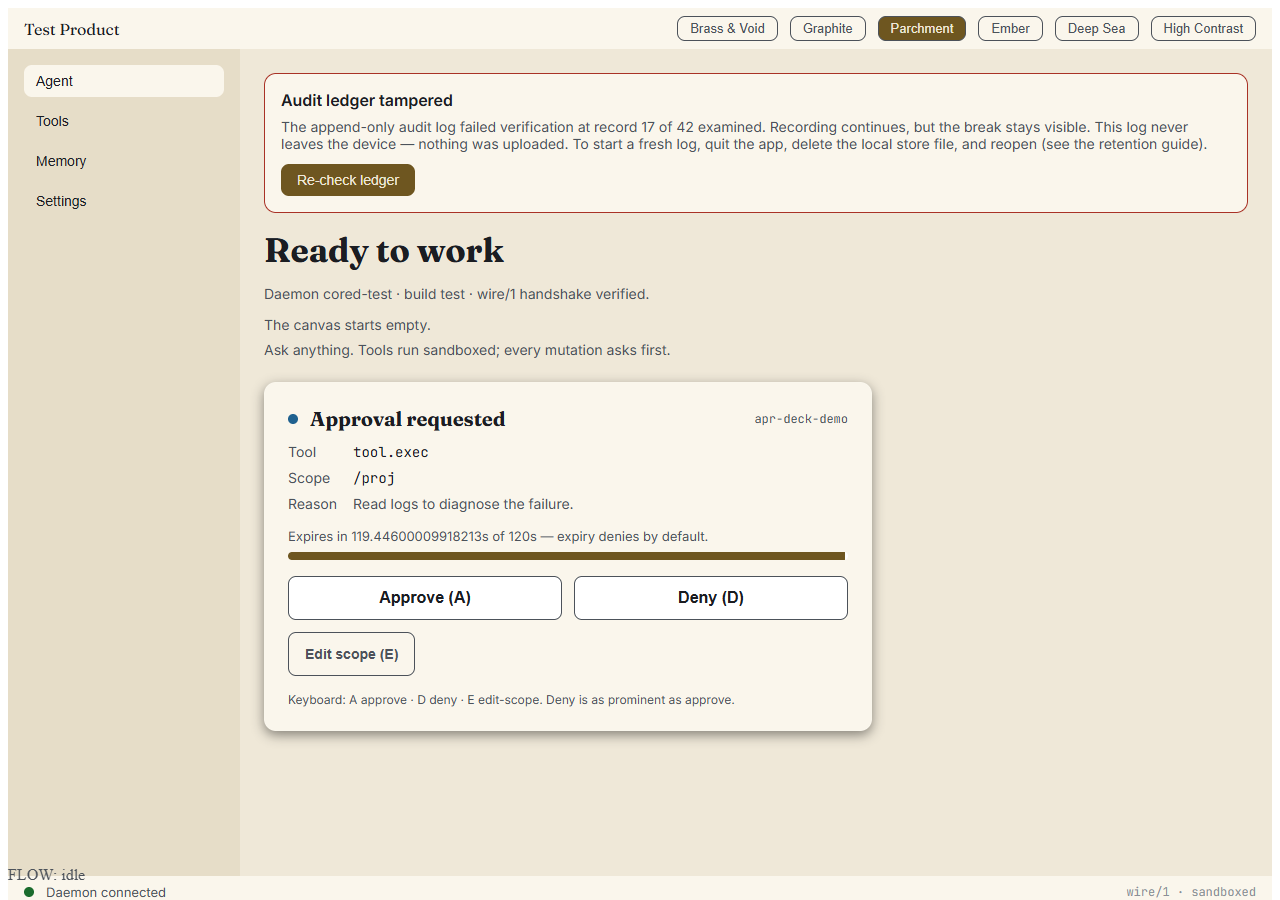 Test Product
Brass & Void
Graphite
Parchment
Ember
Deep Sea
High Contrast
Agent
Tools
Memory
Settings
Audit ledger tampered
The append-only audit log failed verification at record 17 of 42 examined. Recording continues, but the break stays visible. This log never
leaves the device — nothing was uploaded. To start a fresh log, quit the app, delete the local store file, and reopen (see the retention guide).
Re-check ledger
Ready to work
Daemon cored-test · build test · wire/1 handshake verified.
The canvas starts empty.
Ask anything. Tools run sandboxed; every mutation asks first.
Approval requested
apr-deck-demo
Tool tool.exec
Scope /proj
Reason Read logs to diagnose the failure.
Expires in 119.44600009918213s of 120s — expiry denies by default.
Approve (A)
Deny (D)
Edit scope (E)
Keyboard: A approve · D deny · E edit-scope. Deny is as prominent as approve.
FLOW: idle
Daemon connected
wire/1 · sandboxed